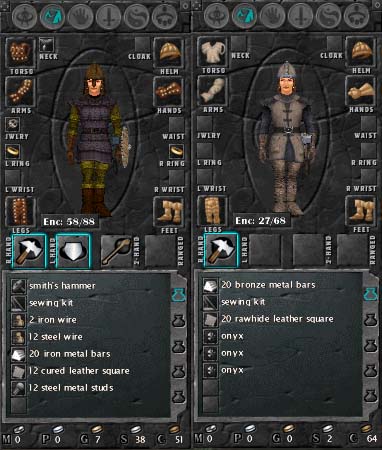 NECK CLOAK
TORSO HELM
ARMS HANDS
JWLRY WAIST
L RING R RING
L WRIST R WRIST
Enc: 58/88
LEGS FEET
R HAND L HAND 2-HAND RANGED
smith's hammer
sewing kit
2 iron wire
12 steel wire
20 iron metal bars
12 cured leather square
12 steel metal studs
M 0 P 0 G 7 S 38 C 51
NECK CLOAK
TORSO HELM
ARMS HANDS
JWLRY WAIST
L RING R RING
L WRIST R WRIST
Enc: 27/68
LEGS FEET
R HAND L HAND 2-HAND RANGED
20 bronze metal bars
sewing kit
20 rawhide leather square
onyx
onyx
onyx
M 0 P 0 G 0 S 2 C 64